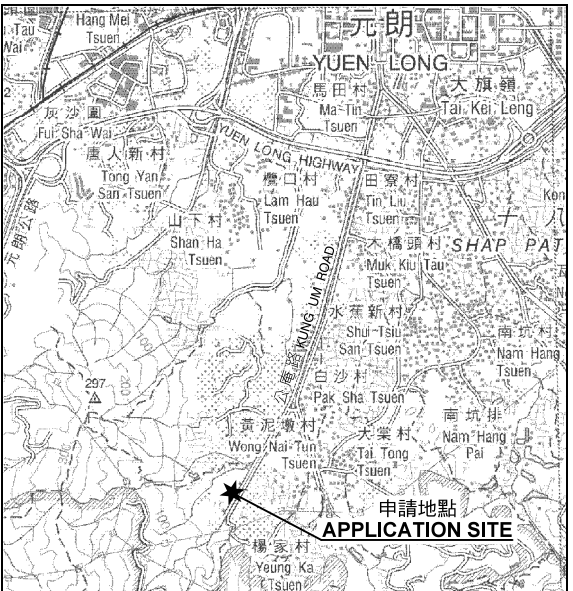 Hang Mei
Tsuen
Tau
Wai
2
元朗
YUEN LONG
馬田村
Ma Tin
Tsuen
大旗嶺
Tai Kei Leng
灰沙圍
Fui Sha Wai
唐人新村
Tong Yan
San Tsuen
YUEN LONG HIGHWAY
欖口村
Lam Hau
Tsuen
田寮村
Tin Liu
Tsuen
山下村
Shan Ha
Tsuen
元朗公路
木橋頭村
Muk Kiu Tau
Tsuen
Kon
十八
SHAP PAT
公庵路 KUNG UM ROAD
水蕉新村
Shui Tsiu
San Tsuen
南坑村
Nam Hang
Tsuen
白沙村
Pak Sha Tsuen
297
200
黃泥墩村
Wong Nai Tun
Tsuen
大棠村
Tai Tong
Tsuen
南坑排
Nam Hang
Pai
申請地點
APPLICATION SITE
楊家村
Yeung Ka
Tsuen